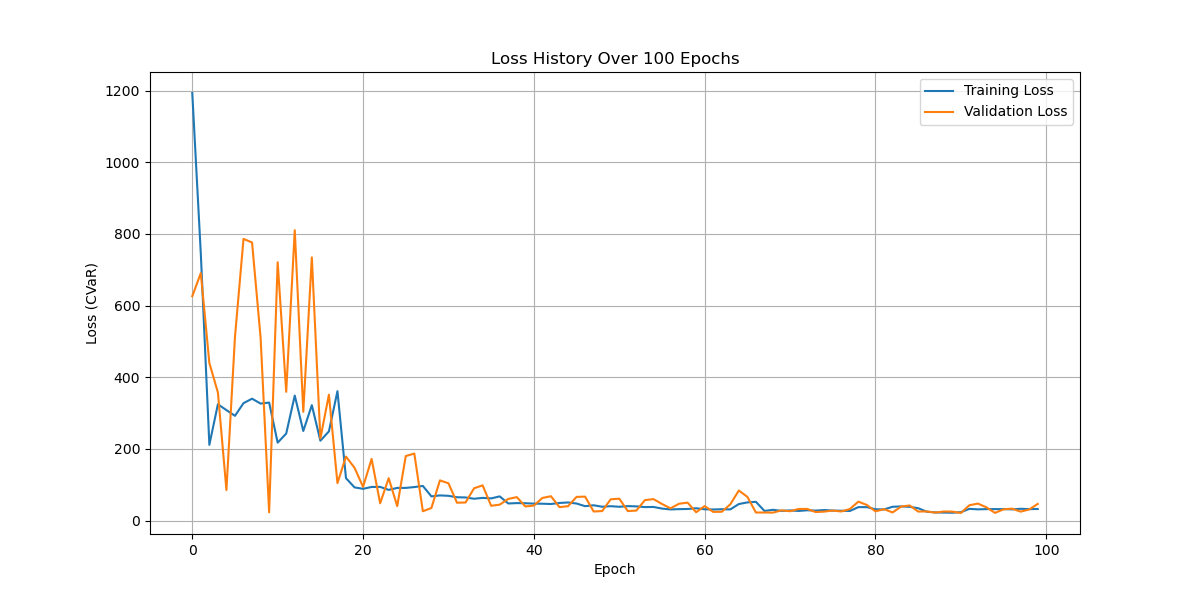 Loss History Over 100 Epochs
Training Loss
Validation Loss
Loss (CVaR)
1200
1000
800
600
400
200
0
0 20 40 60 80 100
Epoch